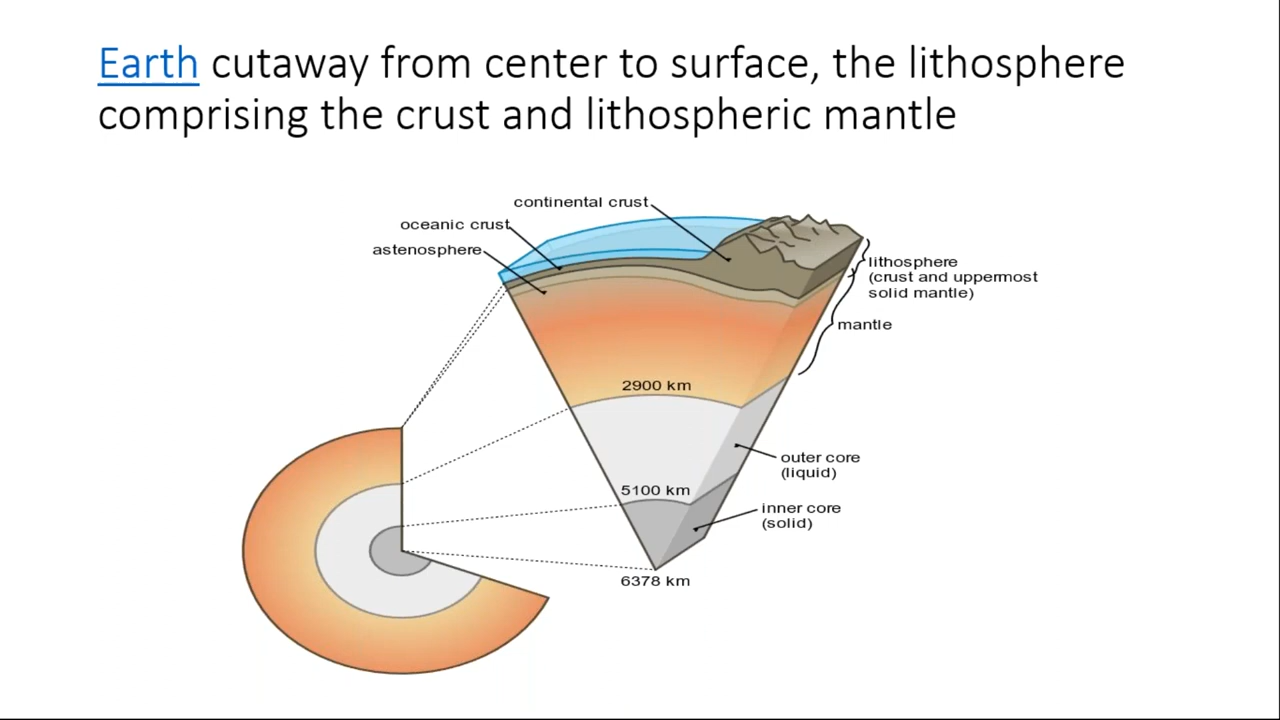 Earth cutaway from center to surface, the lithosphere
comprising the crust and lithospheric mantle
continental crust
oceanic crust
astenosphere
lithosphere
(crust and uppermost
solid mantle)
mantle
2900 km
outer core
(liquid)
5100 km
inner core
(solid)
6378 km